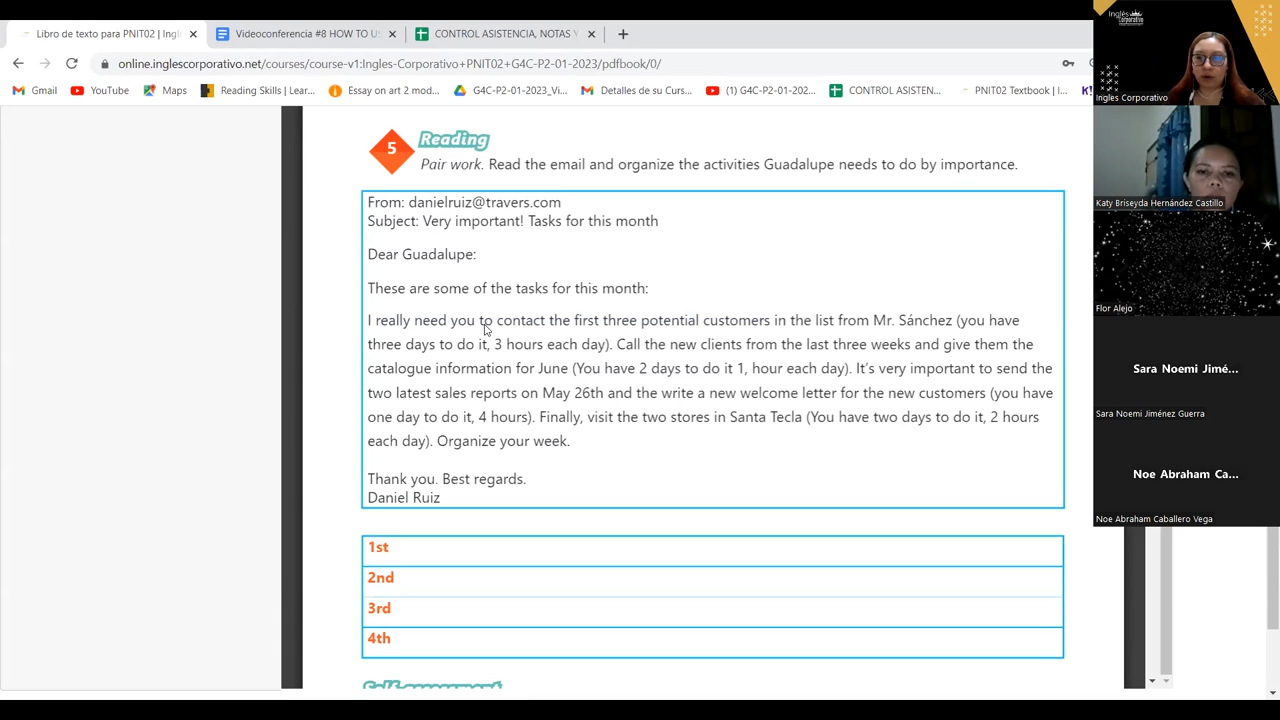 Libro de texto para PNIT02 | Ingl
Videoconferencia #8 HOW TO U
CONTROL ASISTENCIA, NOTAS Y
online.inglescorporativo.net/courses/course-v1:Ingles-Corporativo+PNIT02+G4C-P2-01-2023/pdfbook/0/
Gmail
YouTube
Maps
Reading Skills | Lear...
Essay on art 2 mod...
G4C-P2-01-2023_Vi...
Detalles de su Curs...
(1) G4C-P2-01-202...
CONTROL ASISTEN...
PNIT02 Textbook | I...
5
Reading
Pair work. Read the email and organize the activities Guadalupe needs to do by importance.
From: danielruiz@travers.com
Subject: Very important! Tasks for this month
Dear Guadalupe:
These are some of the tasks for this month:
I really need you to contact the first three potential customers in the list from Mr. Sánchez (you have
three days to do it, 3 hours each day). Call the new clients from the last three weeks and give them the
catalogue information for June (You have 2 days to do it 1, hour each day). It's very important to send the
two latest sales reports on May 26th and the write a new welcome letter for the new customers (you have
one day to do it, 4 hours). Finally, visit the two stores in Santa Tecla (You have two days to do it, 2 hours
each day). Organize your week.
Thank you. Best regards.
Daniel Ruiz
1st
2nd
3rd
4th
Self-assessment
Inglés
Corporativo
Ingles Corporativo
Katy Briseyda Hernández Castillo
Flor Alejo
Sara Noemi Jimé...
Sara Noemi Jiménez Guerra
Noe Abraham Ca...
Noe Abraham Caballero Vega